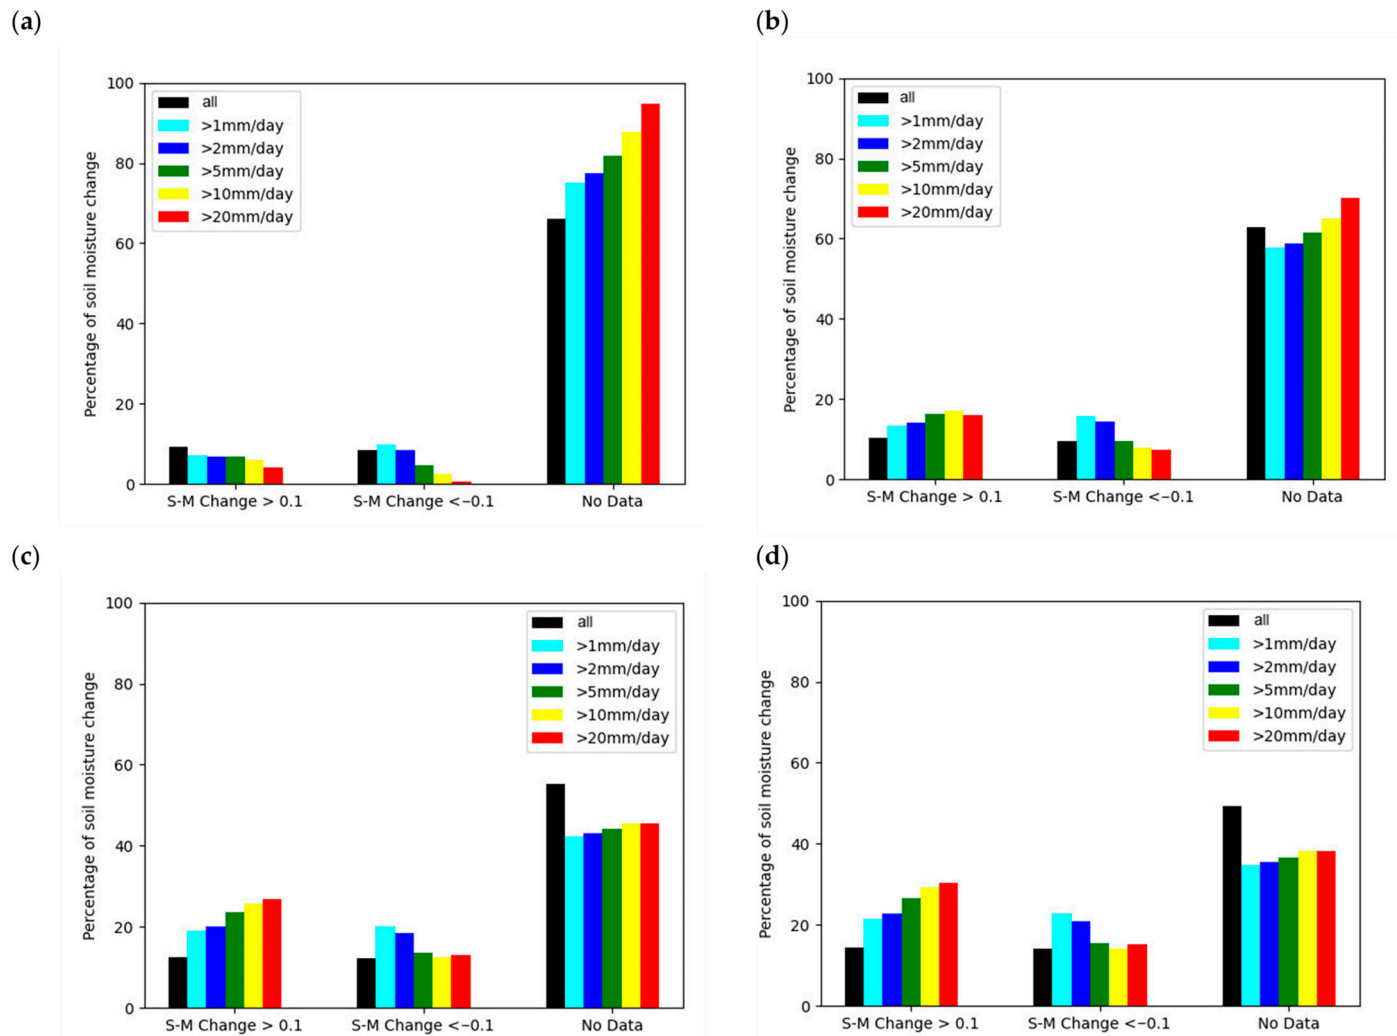 (a)
100
80
60
40
20
0
Percentage of soil moisture change
all
>1mm/day
>2mm/day
>5mm/day
>10mm/day
>20mm/day
S-M Change > 0.1
S-M Change <−0.1
No Data
(b)
100
80
60
40
20
0
Percentage of soil moisture change
all
>1mm/day
>2mm/day
>5mm/day
>10mm/day
>20mm/day
S-M Change > 0.1
S-M Change <−0.1
No Data
(c)
100
80
60
40
20
0
Percentage of soil moisture change
all
>1mm/day
>2mm/day
>5mm/day
>10mm/day
>20mm/day
S-M Change > 0.1
S-M Change <−0.1
No Data
(d)
100
80
60
40
20
0
Percentage of soil moisture change
all
>1mm/day
>2mm/day
>5mm/day
>10mm/day
>20mm/day
S-M Change > 0.1
S-M Change <−0.1
No Data